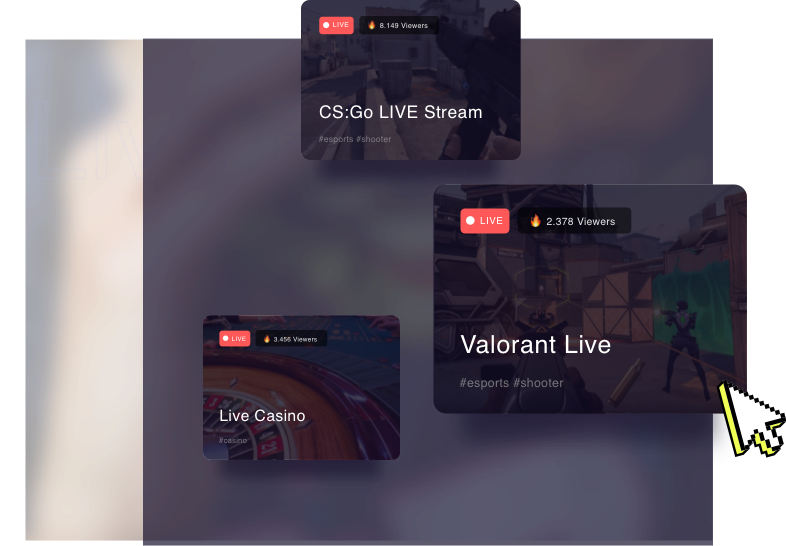 LIVE
🔥 8.149 Viewers
CS:Go LIVE Stream
#esports #shooter
LIVE
🔥 2.378 Viewers
Valorant Live
#esports #shooter
LIVE
🔥 3.456 Viewers
Live Casino
#casino